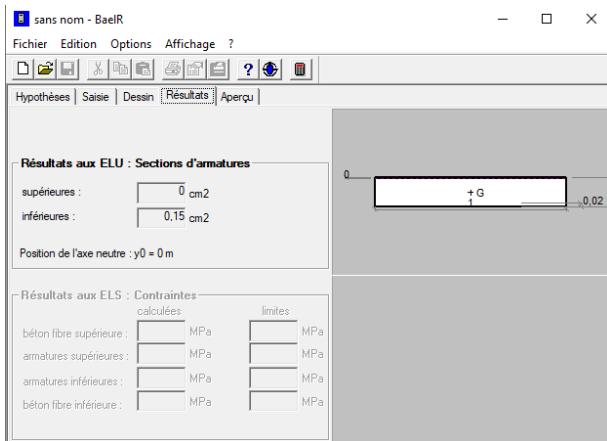 sans nom - BaelR
Fichier Edition Options Affichage ?
Hypothèses Saisie Dessin Résultats Aperçu
Résultats aux ELU : Sections d'armatures
supérieures : 0 cm2
inférieures : 0,15 cm2
Position de l'axe neutre : y0 = 0 m
Résultats aux ELS : Contraintes
calculées limites
béton fibre supérieure : MPa MPa
armatures supérieures : MPa MPa
armatures inférieures : MPa MPa
béton fibre inférieure : MPa MPa
0
+ G
1
0,02